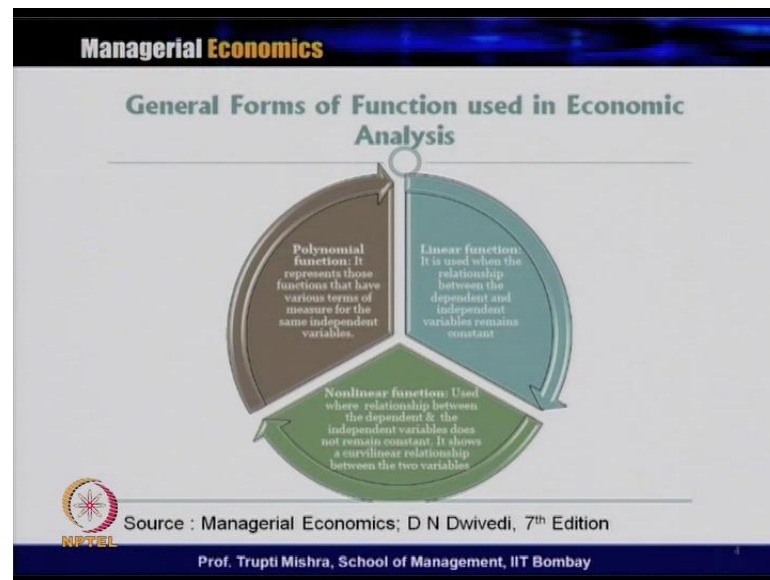 Managerial Economics
General Forms of Function used in Economic
Analysis
Polynomial
function: It
represents those
functions that have
various terms of
measure for the
same independent
variables.
Linear function:
It is used when the
relationship
between the
dependent and
independent
variables remains
constant
Nonlinear function: Used
where relationship between
the dependent & the
independent variables does
not remain constant. It shows
a curvilinear relationship
between the two variables
NPTEL
Source : Managerial Economics; D N Dwivedi, 7th Edition
Prof. Trupti Mishra, School of Management, IIT Bombay
4